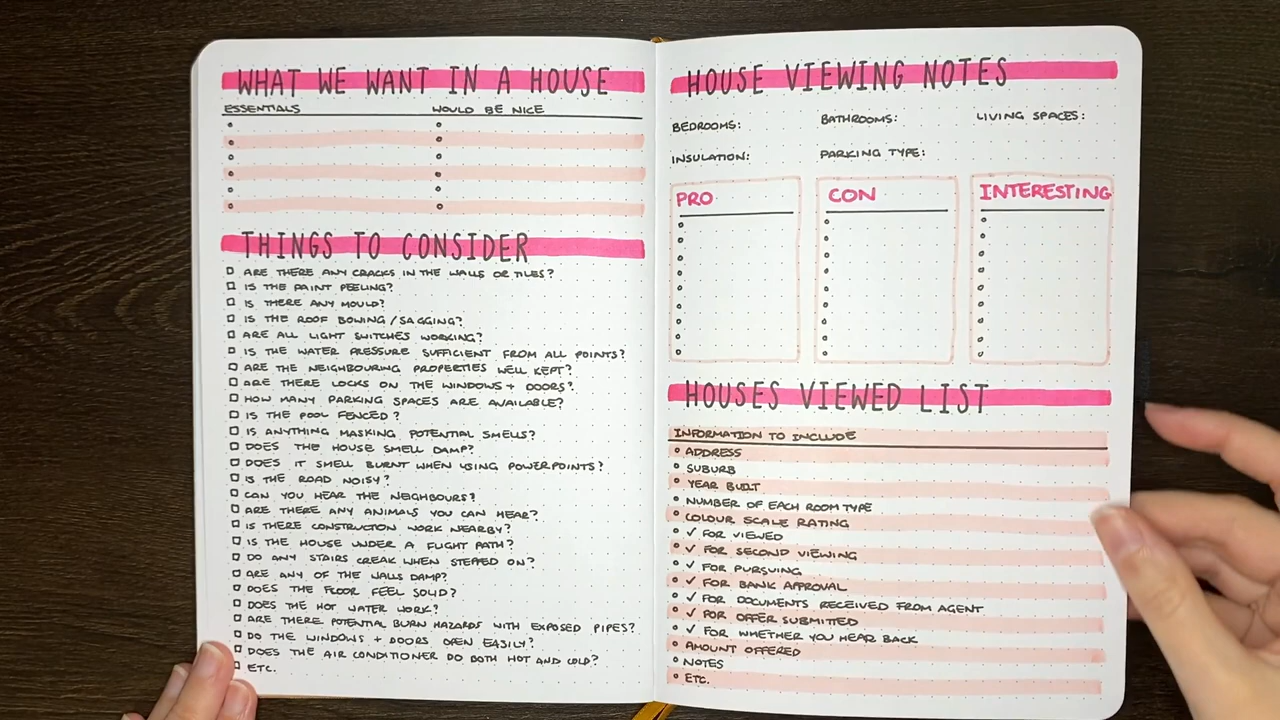 WHAT WE WANT IN A HOUSE
ESSENTIALS WOULD BE NICE
THINGS TO CONSIDER
ARE THERE ANY CRACKS IN THE WALLS OR TILES?
IS THE PAINT PEELING?
IS THERE ANY MOULD?
IS THE ROOF BOWING/SAGGING?
ARE ALL LIGHT SWITCHES WORKING?
IS THE WATER PRESSURE SUFFICIENT FROM ALL POINTS?
ARE THE NEIGHBOURING PROPERTIES WELL KEPT?
ARE THERE LOCKS ON THE WINDOWS + DOORS?
HOW MANY PARKING SPACES ARE AVAILABLE?
IS THE POOL FENCED?
IS ANYTHING MASKING POTENTIAL SMELLS?
DOES THE HOUSE SMELL DAMP?
DOES IT SMELL BURNT WHEN USING POWERPOINTS?
IS THE ROAD NOISY?
CAN YOU HEAR THE NEIGHBOURS?
ARE THERE ANY ANIMALS YOU CAN HEAR?
IS THERE CONSTRUCTION WORK NEARBY?
IS THE HOUSE UNDER A FLIGHT PATH?
DO ANY STAIRS CREAK WHEN STEPPED ON?
ARE ANY OF THE WALLS DAMP?
DOES THE FLOOR FEEL SOLID?
DOES THE HOT WATER WORK?
ARE THERE POTENTIAL BURN HAZARDS WITH EXPOSED PIPES?
DO THE WINDOWS + DOORS OPEN EASILY?
DOES THE AIR CONDITIONER DO BOTH HOT AND COLD?
ETC.
HOUSE VIEWING NOTES
BEDROOMS: BATHROOMS: LIVING SPACES:
INSULATION: PARKING TYPE:
PRO CON INTERESTING
HOUSES VIEWED LIST
INFORMATION TO INCLUDE
ADDRESS
SUBURB
YEAR BUILT
NUMBER OF EACH ROOM TYPE
COLOUR SCALE RATING
✓ FOR VIEWED
✓ FOR SECOND VIEWING
✓ FOR PURSUING
✓ FOR BANK APPROVAL
✓ FOR DOCUMENTS RECEIVED FROM AGENT
✓ FOR OFFER SUBMITTED
✓ FOR WHETHER YOU HEAR BACK
AMOUNT OFFERED
NOTES
ETC.